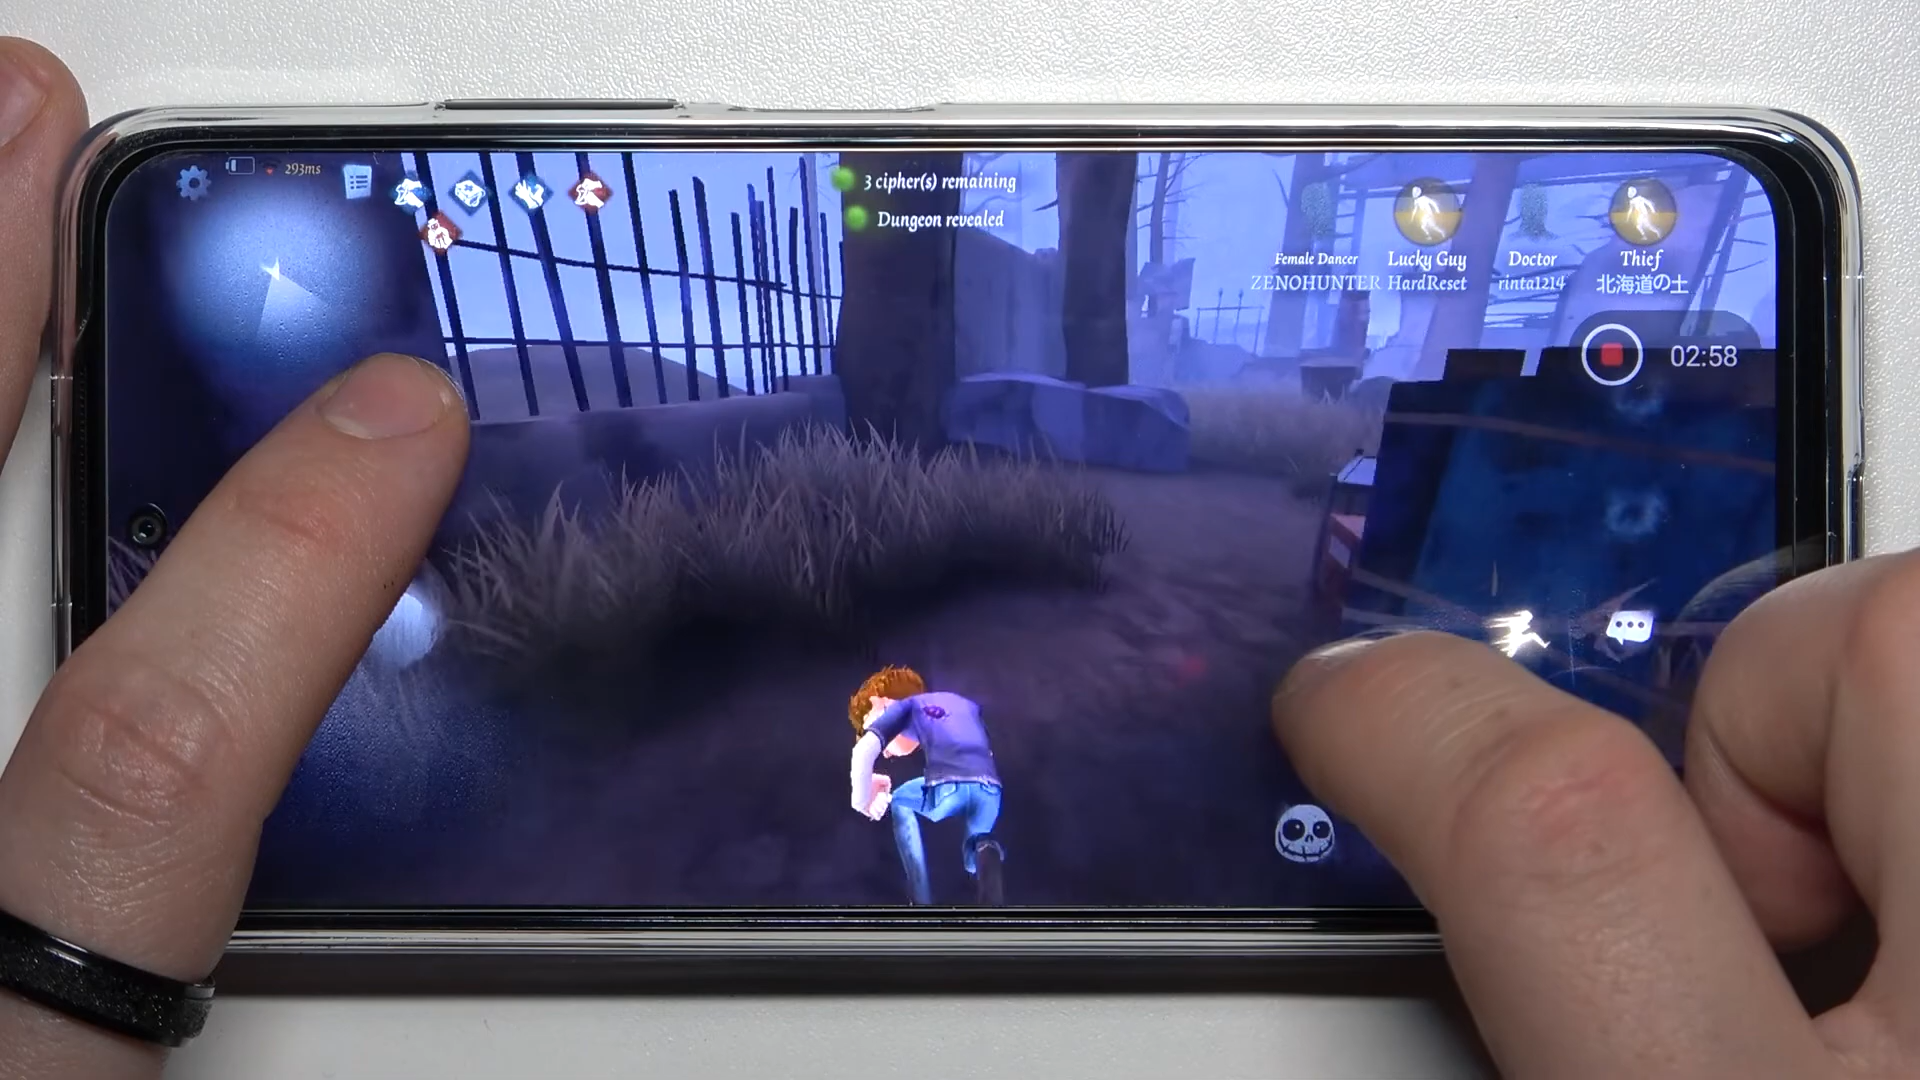 293ms
3 cipher(s) remaining
Dungeon revealed
Female Dancer
ZENOHUNTER
Lucky Guy
HardReset
Doctor
rinta1214
Thief
北海道の土
02:58